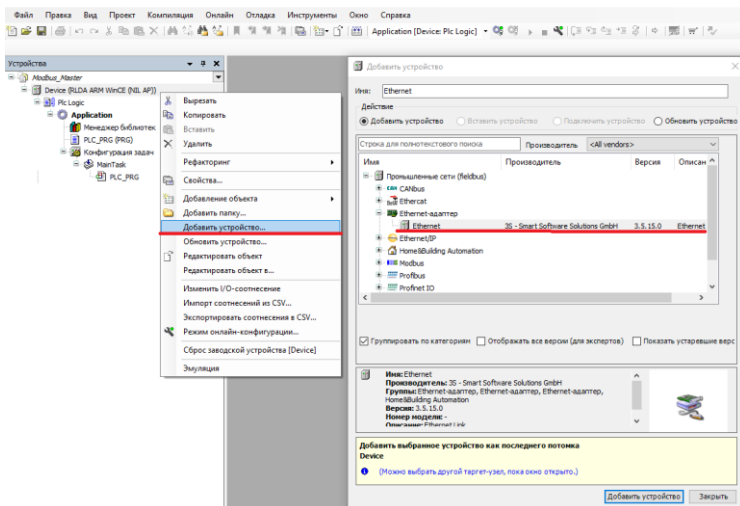 Файл Правка Вид Проект Компиляция Онлайн Отладка Инструменты Окно Справка
Application [Device: Plc Logic]
Устройства
Modbus_Master
Device (RLDA ARM WinCE (NIL AP))
Plc Logic
Application
Менеджер библиотек
PLC_PRG (PRG)
Конфигурация задач
MainTask
PLC_PRG
Вырезать
Копировать
Вставить
Удалить
Рефакторинг
Свойства...
Добавление объекта
Добавить папку...
Добавить устройство...
Обновить устройство...
Редактировать объект
Редактировать объект в...
Изменить I/O-соотнесение
Импорт соотнесений из CSV...
Экспортировать соотнесения в CSV...
Режим онлайн-конфигурации...
Сброс заводской устройства [Device]
Эмуляция
Добавить устройство
Имя: Ethernet
Действие
Добавить устройство Вставить устройство Подключить устройство Обновить устройство
Строка для полнотекстового поиска Производитель <All vendors>
Имя Производитель Версия Описан
Промышленные сети (fieldbus)
CAN CANbus
Ethercat
Ethernet-адаптер
Ethernet 3S - Smart Software Solutions GmbH 3.5.15.0 Ethernet
Ethernet/IP
Home&Building Automation
Modbus
Profibus
Profinet IO
Группировать по категориям Отображать все версии (для экспертов) Показать устаревшие верс
Имя: Ethernet
Производитель: 3S - Smart Software Solutions GmbH
Группы: Ethernet-адаптер, Ethernet-адаптер, Ethernet-адаптер,
Home&Building Automation
Версия: 3.5.15.0
Номер модели: -
Описание: Ethernet Link
Добавить выбранное устройство как последнего потомка
Device
(Можно выбрать другой таргет-узел, пока окно открыто.)
Добавить устройство Закрыть